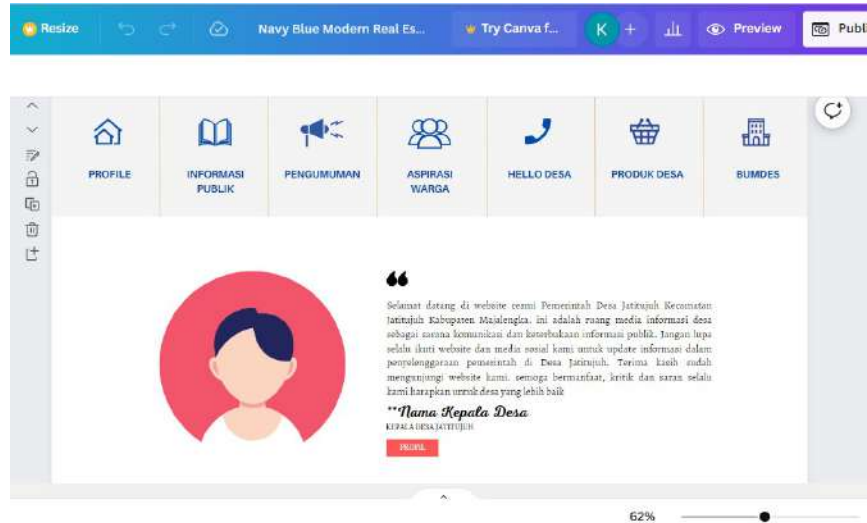 Resize
Navy Blue Modern Real Es...
Try Canva f...
K
+
Preview
Publi
PROFILE
INFORMASI
PUBLIK
PENGUMUMAN
ASPIRASI
WARGA
HELLO DESA
PRODUK DESA
BUMDES
Selamat datang di website resmi Pemerintah Desa Jatitujuh Kecamatan
Jatitujuh Kabupaten Majalengka. ini adalah ruang media informasi desa
sebagai sarana komunikasi dan keterbukaan informasi publik. Jangan lupa
selalu ikuti website dan media sosial kami untuk update informasi dalam
penyelenggaraan pemerintah di Desa Jatitujuh. Terima kasih sudah
mengunjungi website kami. semoga bermanfaat, kritik dan saran selalu
kami harapkan untuk desa yang lebih baik
**Nama Kepala Desa
KEPALA DESA JATITUJUH
PROFIL
62%